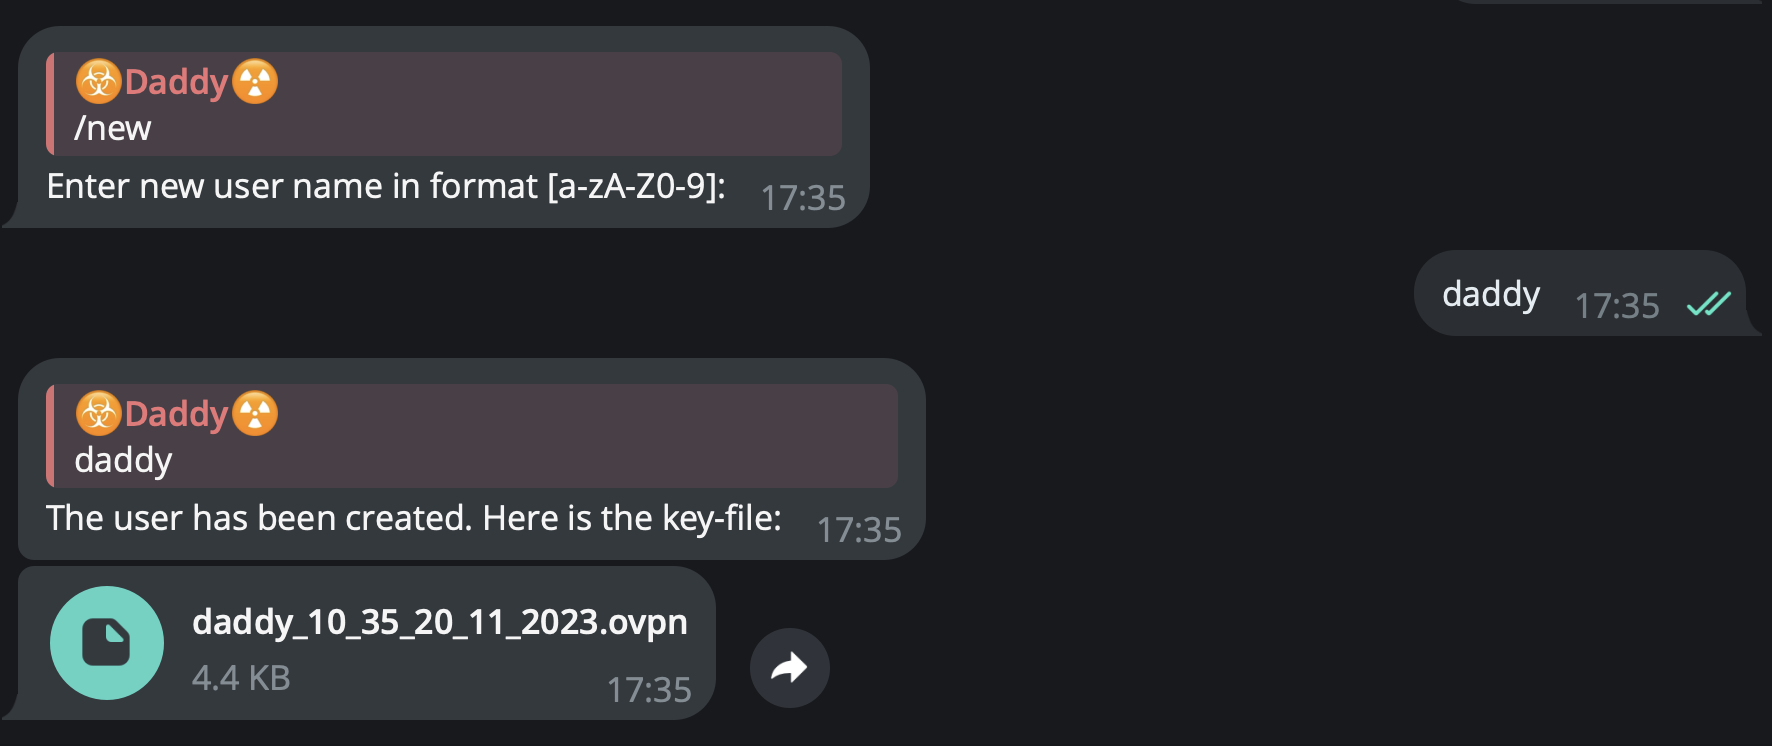 ☣Daddy☢
/new
Enter new user name in format [a-zA-Z0-9]:
17:35
daddy 17:35
☣Daddy☢
daddy
The user has been created. Here is the key-file:
17:35
daddy_10_35_20_11_2023.ovpn
4.4 KB
17:35